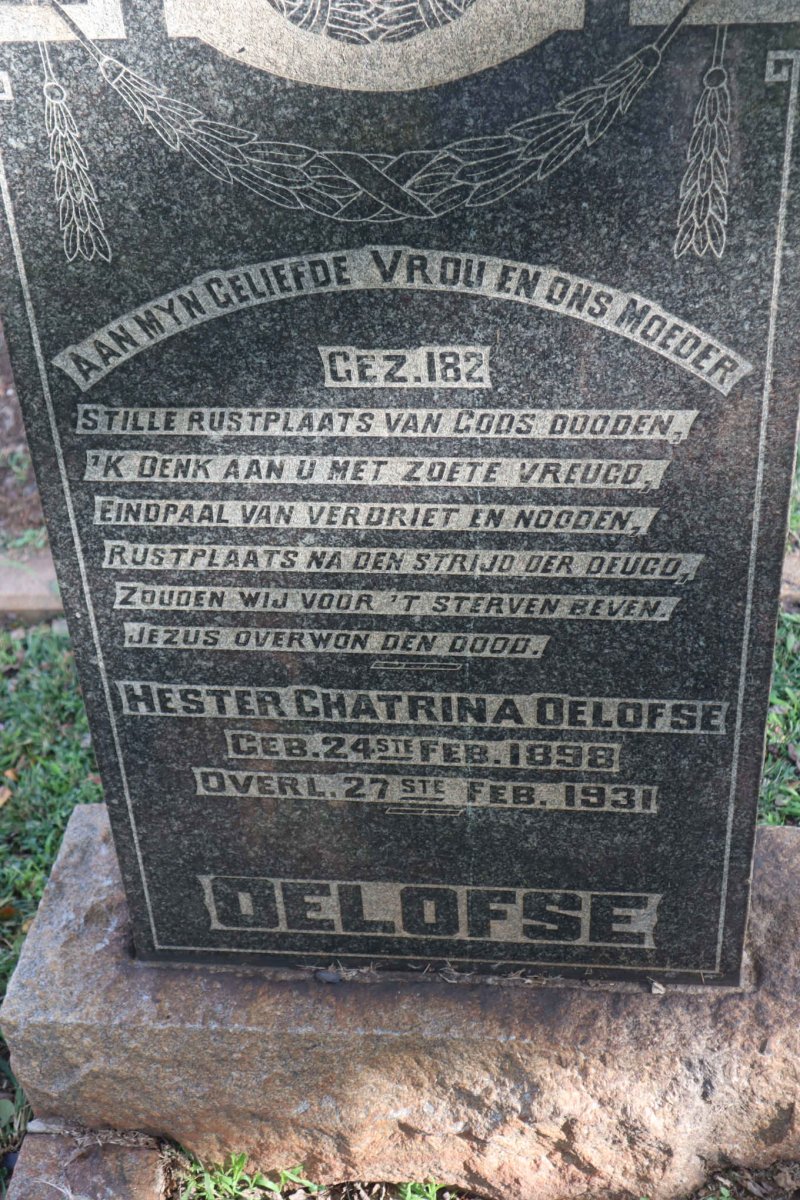 AAN MYN GELIEFDE VROU EN ONS MOEDER
GEZ. 182
STILLE RUSTPLAATS VAN GODS DOODEN,
'K DENK AAN U MET ZOETE VREUGD,
EINDPAAL VAN VERDRIET EN NOODEN,
RUSTPLAATS NA DEN STRIJD DER DEUGD,
ZOUDEN WIJ VOOR 'T STERVEN BEVEN.
JEZUS OVERWON DEN DOOD.
HESTER CHATRINA OELOFSE
GEB. 24STE FEB. 1898
OVERL. 27STE FEB. 1931
OELOFSE